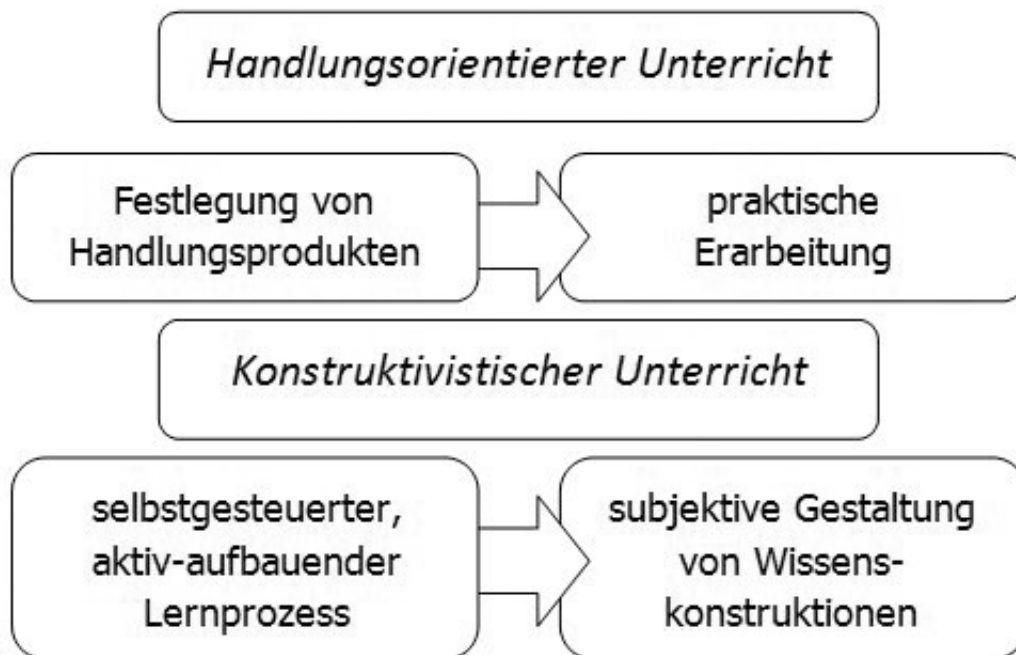 Handlungsorientierter Unterricht
Festlegung von
Handlungsprodukten
praktische
Erarbeitung
Konstruktivistischer Unterricht
selbstgesteuerter,
aktiv-aufbauender
Lernprozess
subjektive Gestaltung
von Wissens-
konstruktionen